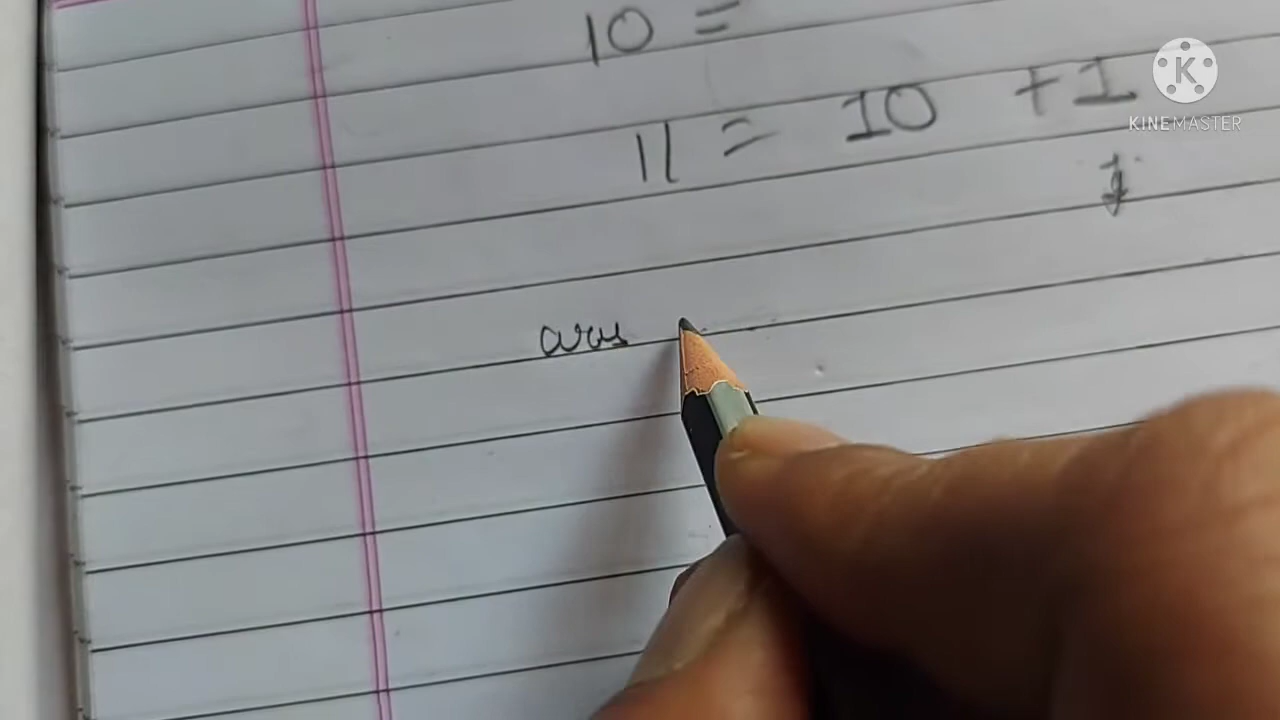 10 =
11 = 10 + 1
KINEMASTER